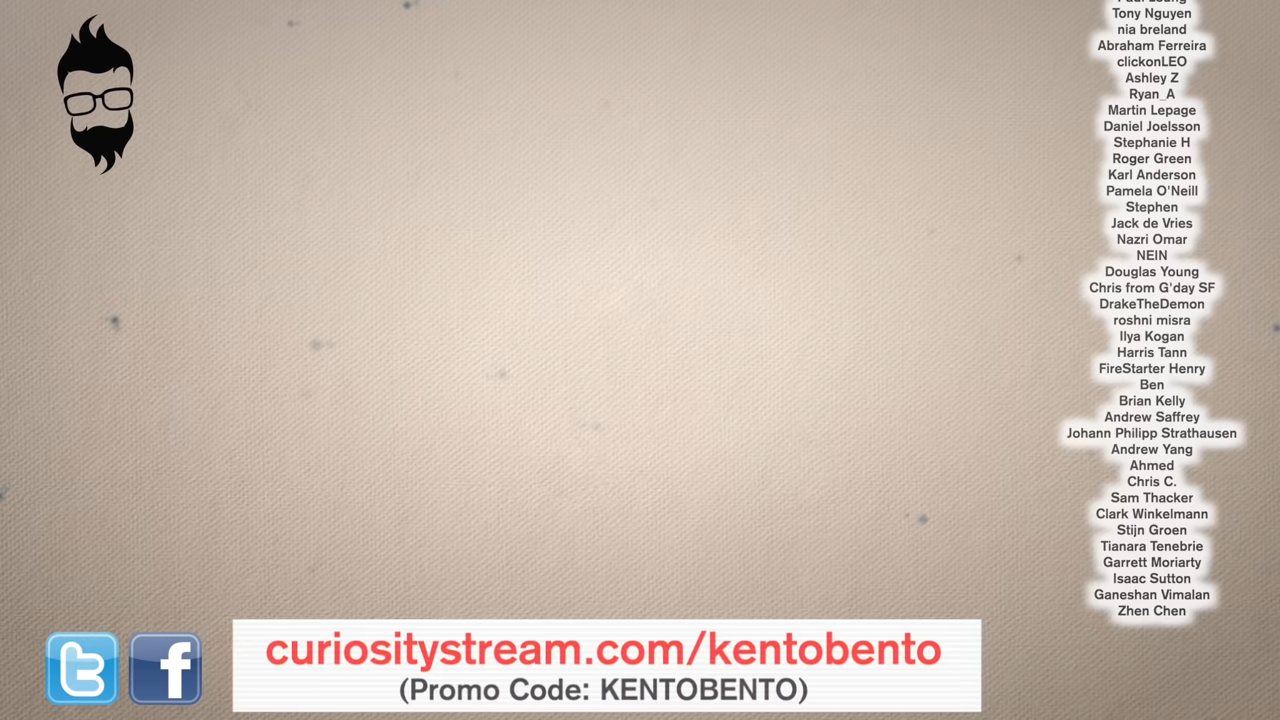 Tony Nguyen
nia breland
Abraham Ferreira
clickonLEO
Ashley Z
Ryan_A
Martin Lepage
Daniel Joelsson
Stephanie H
Roger Green
Karl Anderson
Pamela O'Neill
Stephen
Jack de Vries
Nazri Omar
NEIN
Douglas Young
Chris from G'day SF
DrakeTheDemon
roshni misra
Ilya Kogan
Harris Tann
FireStarter Henry
Ben
Brian Kelly
Andrew Saffrey
Johann Philipp Strathausen
Andrew Yang
Ahmed
Chris C.
Sam Thacker
Clark Winkelmann
Stijn Groen
Tianara Tenebrie
Garrett Moriarty
Isaac Sutton
Ganeshan Vimalan
Zhen Chen
curiositystream.com/kentobento
(Promo Code: KENTOBENTO)